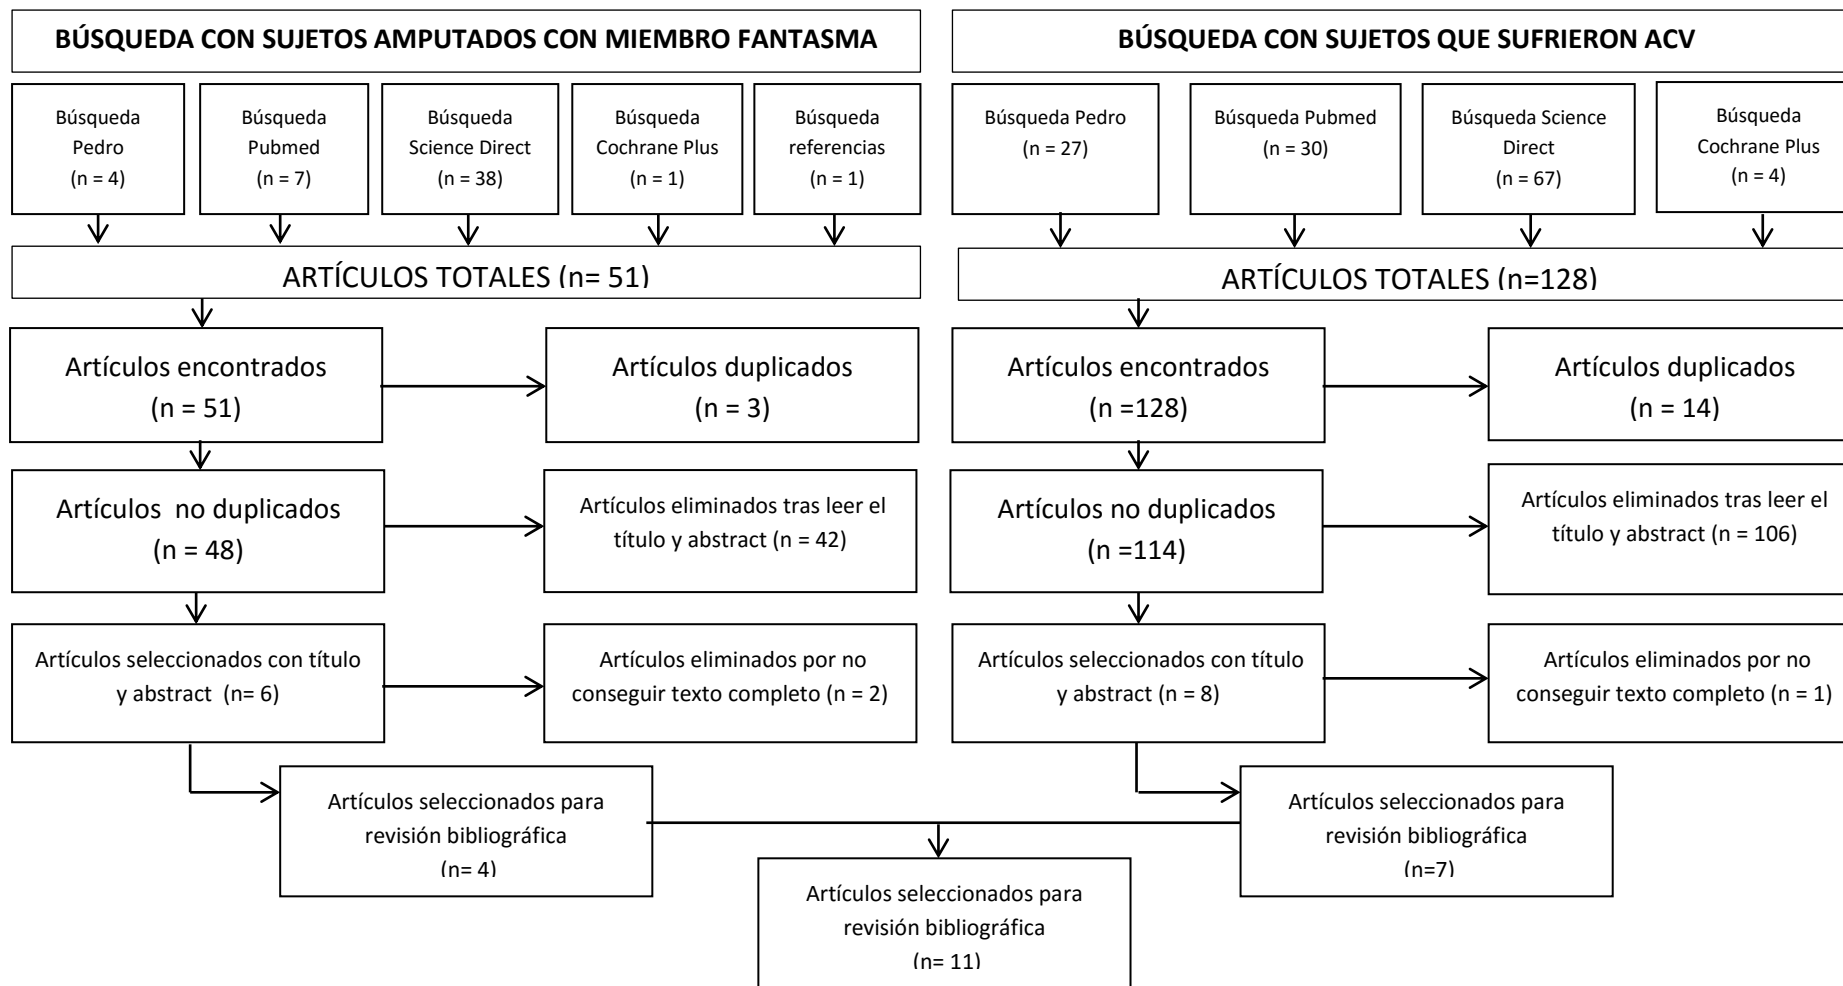 BÚSQUEDA CON SUJETOS AMPUTADOS CON MIEMBRO FANTASMA
Búsqueda
Pedro
(n = 4)
Búsqueda
Pubmed
(n = 7)
Búsqueda
Science Direct
(n = 38)
Búsqueda
Cochrane Plus
(n = 1)
Búsqueda
referencias
(n = 1)
ARTÍCULOS TOTALES (n= 51)
Artículos encontrados
(n = 51)
Artículos duplicados
(n = 3)
Artículos no duplicados
(n = 48)
Artículos eliminados tras leer el
título y abstract (n = 42)
Artículos seleccionados con título
y abstract (n= 6)
Artículos eliminados por no
conseguir texto completo (n = 2)
Artículos seleccionados para
revisión bibliográfica
(n= 4)
BÚSQUEDA CON SUJETOS QUE SUFRIERON ACV
Búsqueda Pedro
(n = 27)
Búsqueda Pubmed
(n = 30)
Búsqueda Science
Direct
(n = 67)
Búsqueda
Cochrane Plus
(n = 4)
ARTÍCULOS TOTALES (n=128)
Artículos encontrados
(n =128)
Artículos duplicados
(n = 14)
Artículos no duplicados
(n =114)
Artículos eliminados tras leer el
título y abstract (n = 106)
Artículos seleccionados con título
y abstract (n = 8)
Artículos eliminados por no
conseguir texto completo (n = 1)
Artículos seleccionados para
revisión bibliográfica
(n=7)
Artículos seleccionados para
revisión bibliográfica
(n= 11)